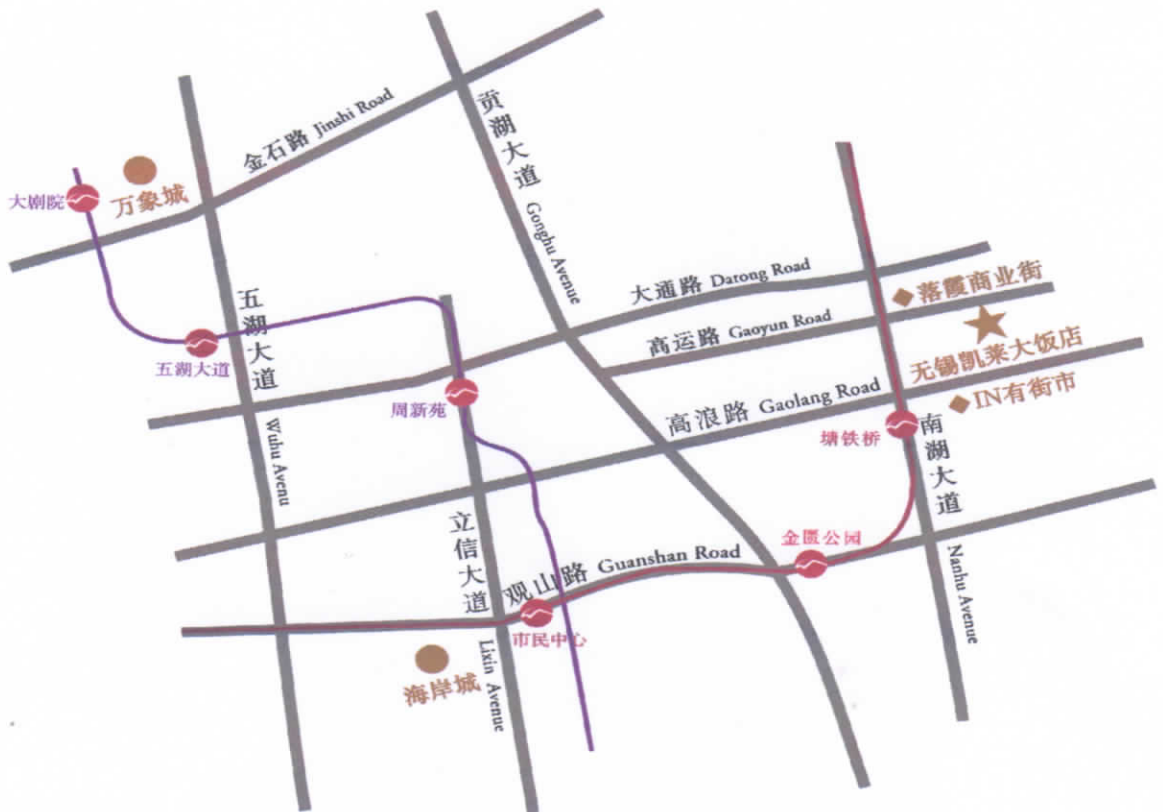 金石路 Jinshi Road
贡湖大道
Gonghu Avenue
大剧院
万象城
五湖大道
五湖大道
Wuhu Avenu
大通路 Datong Road
高运路 Gaoyun Road
落霞商业街
无锡凯莱大饭店
IN有街市
周新苑
高浪路 Gaolang Road
塘铁桥
南湖大道
Nanhu Avenue
立信大道
Lixin Avenue
观山路 Guanshan Road
金匮公园
市民中心
海岸城